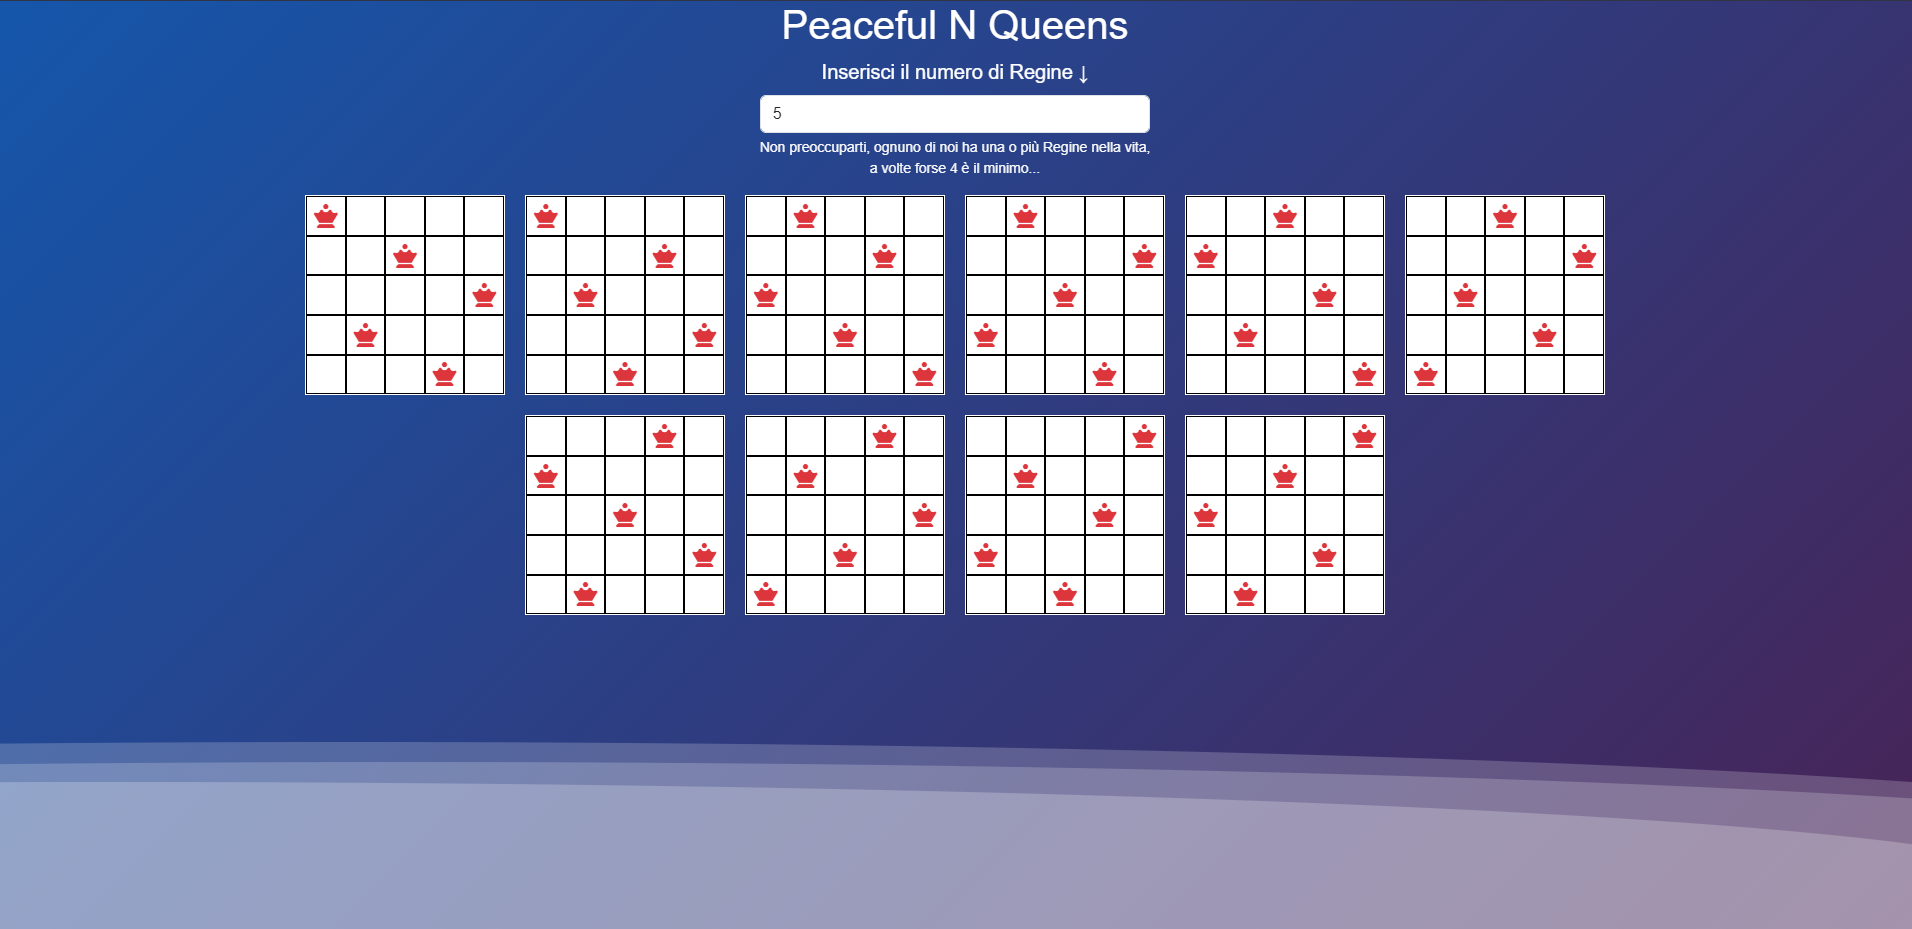 Peaceful N Queens
Inserisci il numero di Regine ↓
5
Non preoccuparti, ognuno di noi ha una o più Regine nella vita,
a volte forse 4 è il minimo...